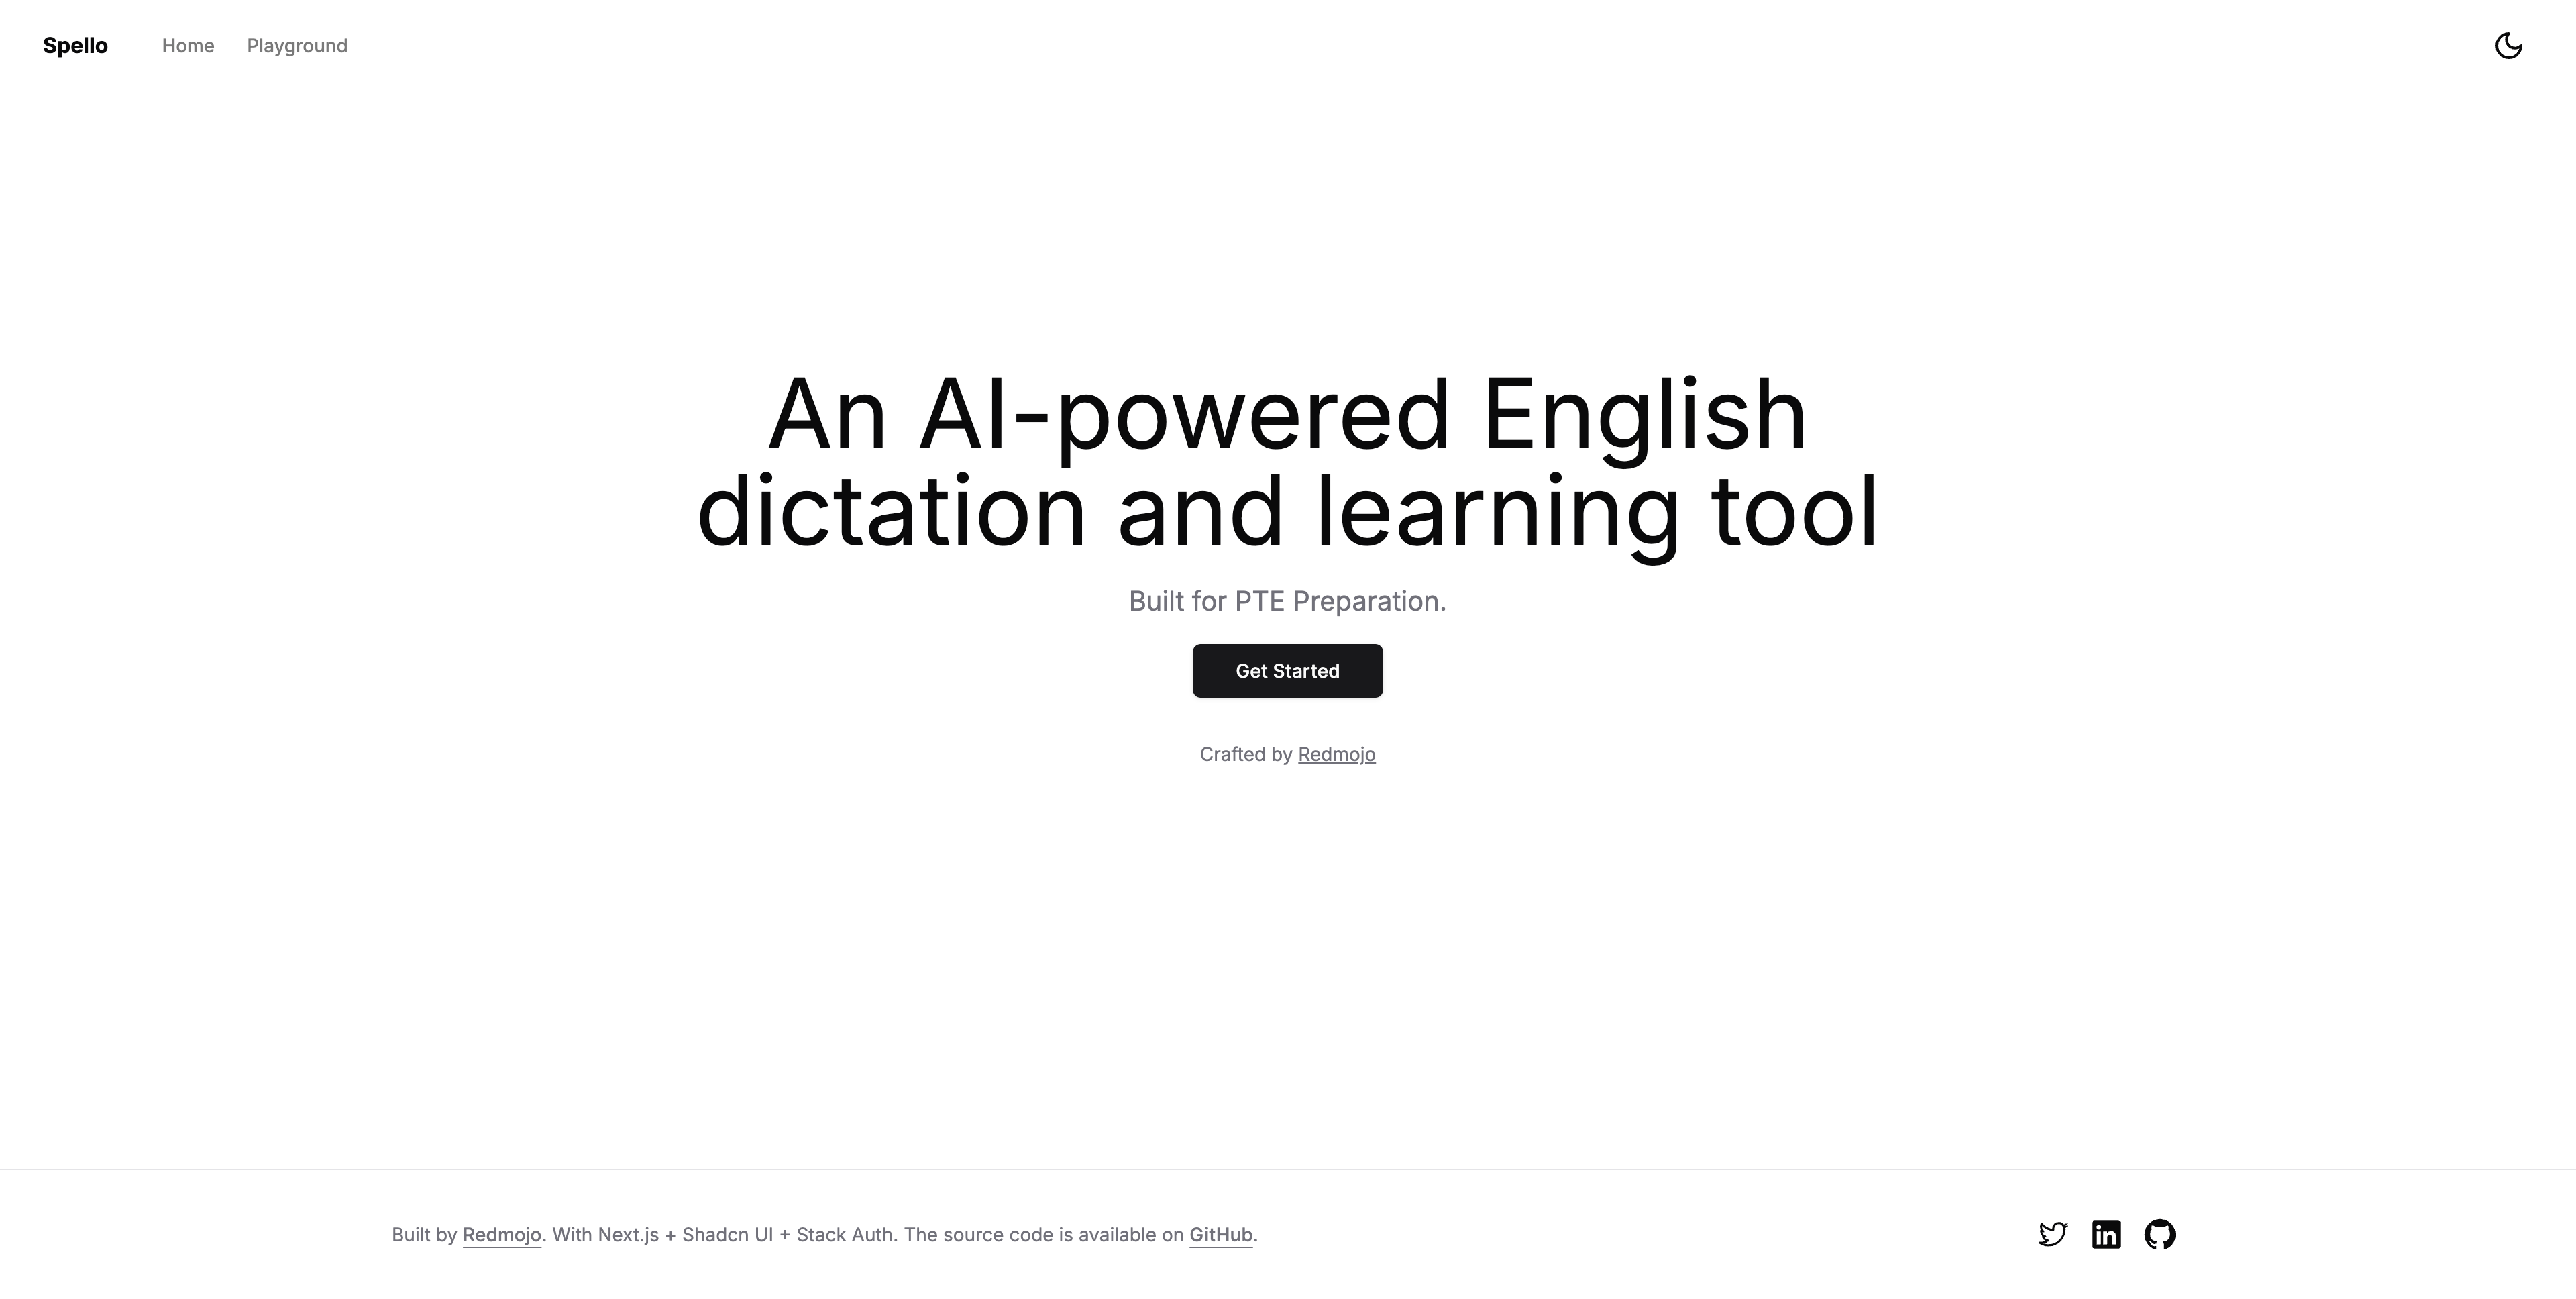 Spello Home Playground
An AI-powered English
dictation and learning tool
Built for PTE Preparation.
Get Started
Crafted by Redmojo
Built by Redmojo. With Next.js + Shadcn UI + Stack Auth. The source code is available on GitHub.